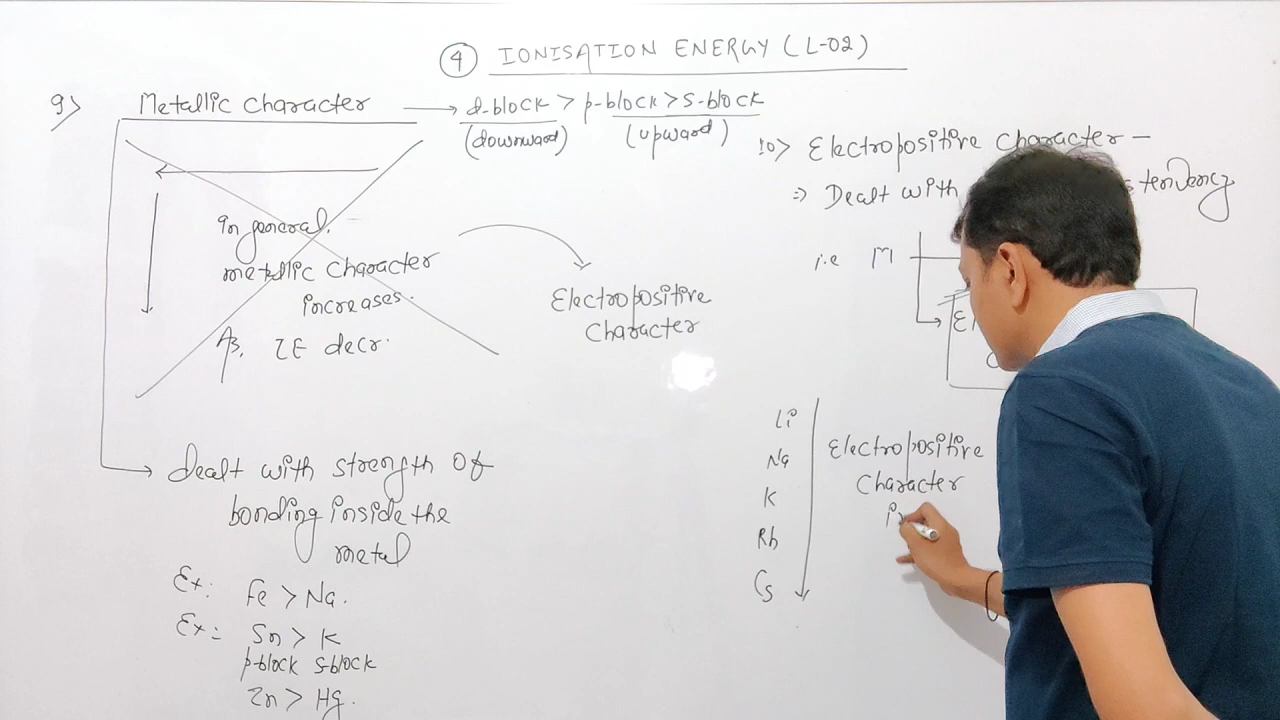 ④ IONISATION ENERGY (L-02)
9> Metallic Character → d-block > p-block > s-block
(downward) (upward)
In general,
metallic character
increases.
As, IE decr.
Electropositive
Character
Dealt with strength of
bonding inside the
metal
Ex: Fe > Na.
Ex: Sn > K
p-block s-block
Zn > Hg.
10> Electropositive Character –
⇒ Dealt with tendency
i.e M
Li
Na
K
Rb
Cs
Electropositive
Character